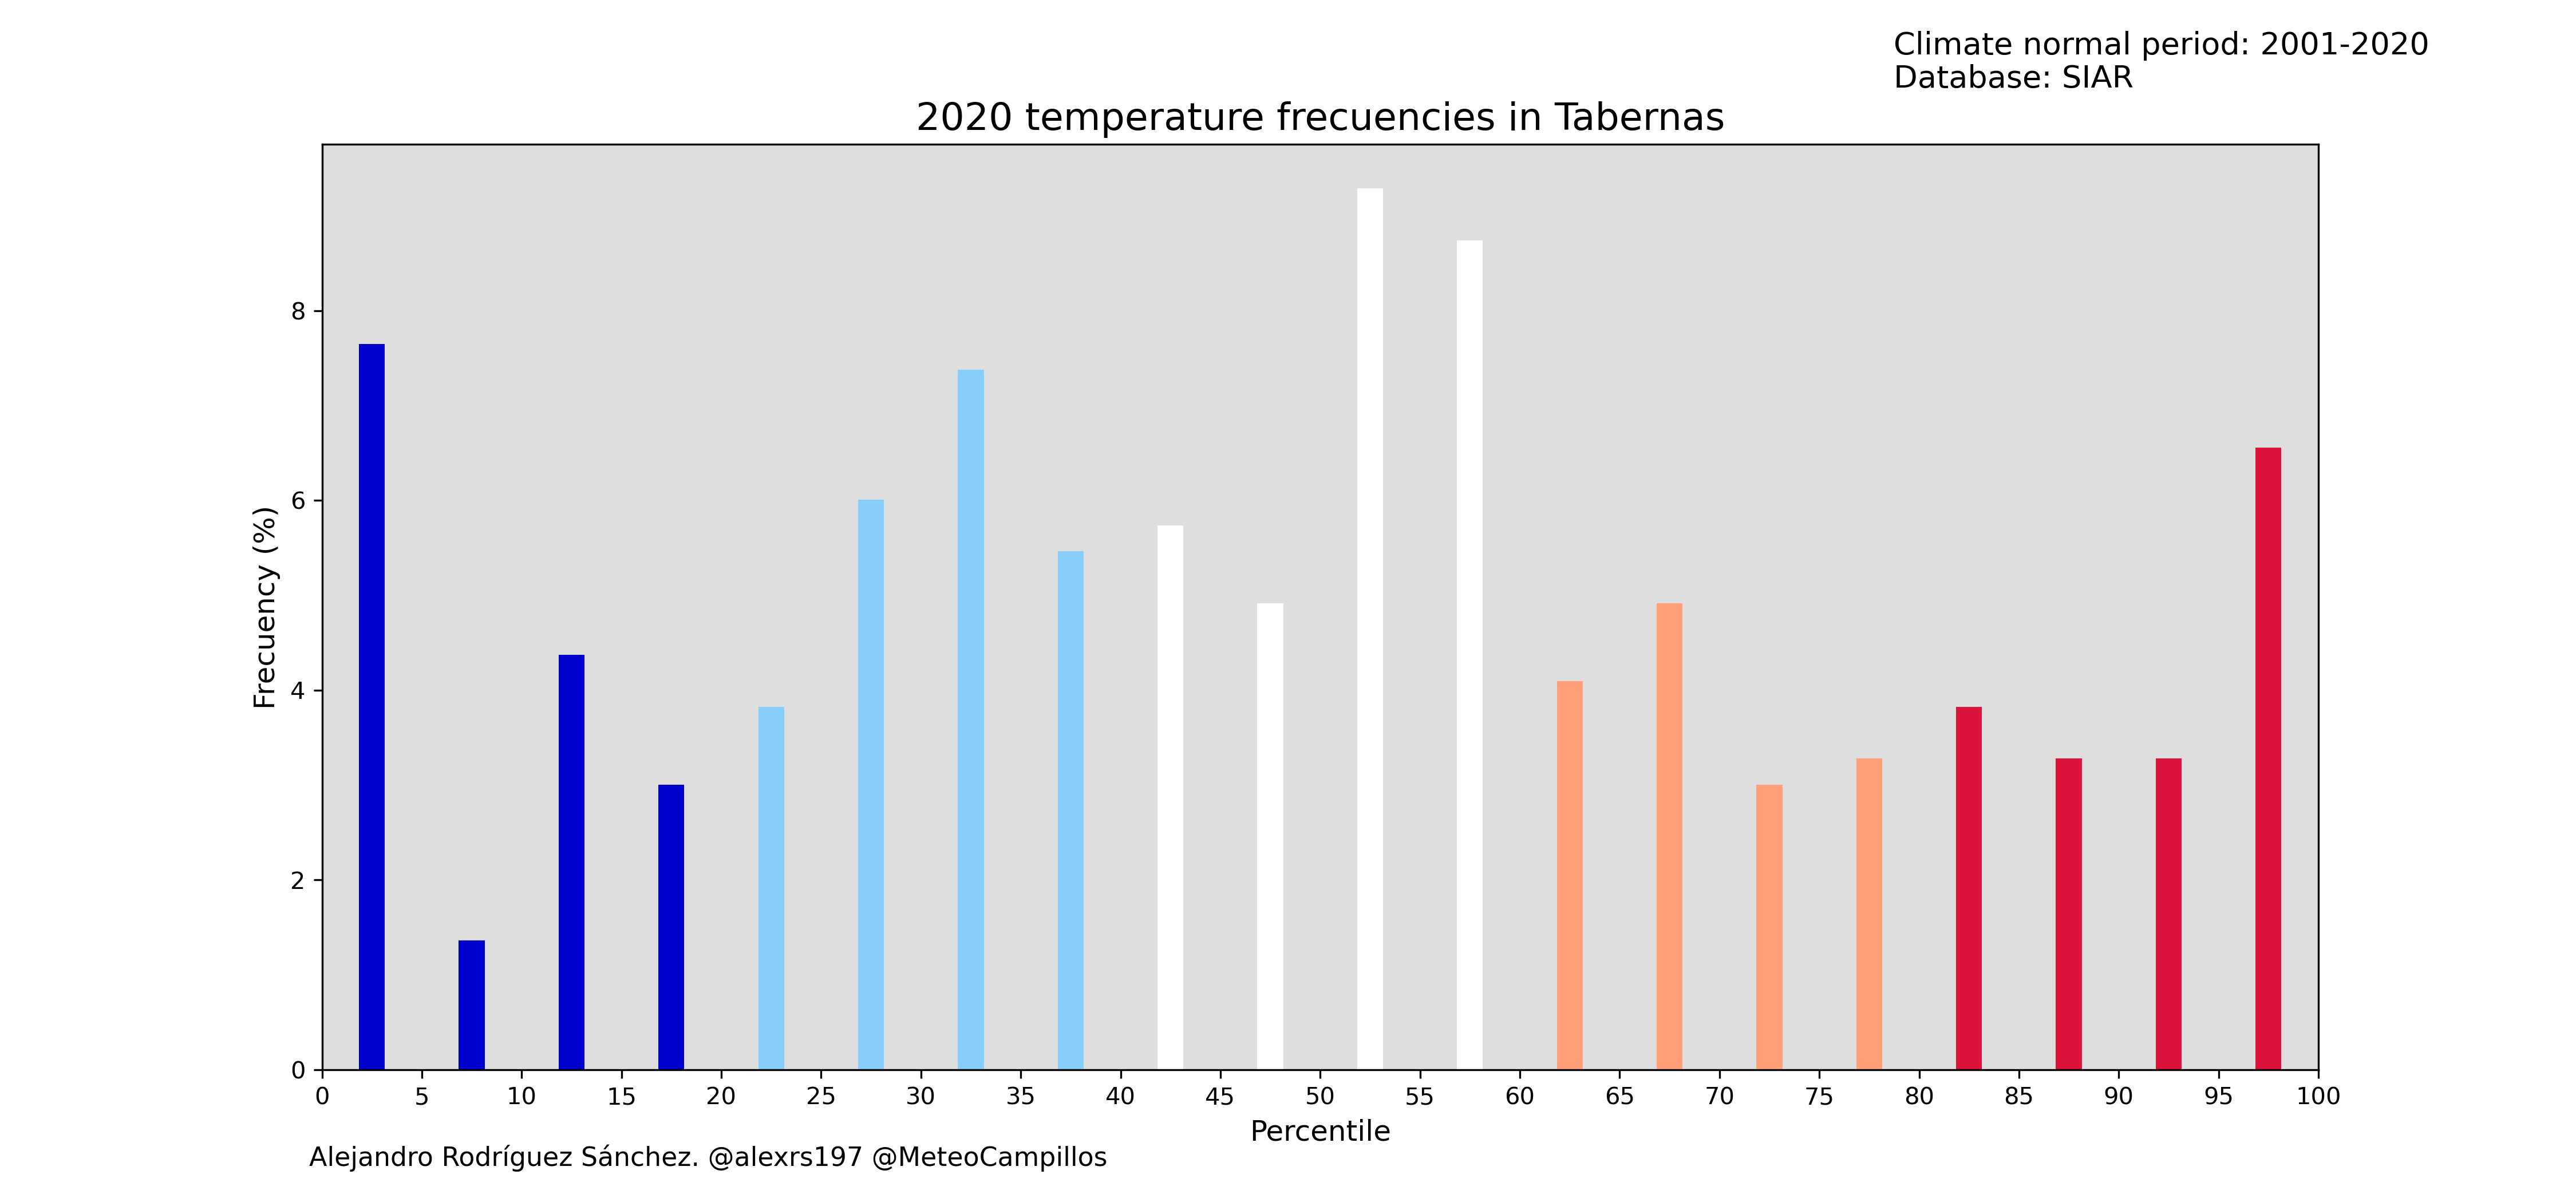 Climate normal period: 2001-2020
Database: SIAR
2020 temperature frecuencies in Tabernas
Frecuency (%)
8
6
4
2
0
0 5 10 15 20 25 30 35 40 45 50 55 60 65 70 75 80 85 90 95 100
Percentile
Alejandro Rodríguez Sánchez. @alexrs197 @MeteoCampillos